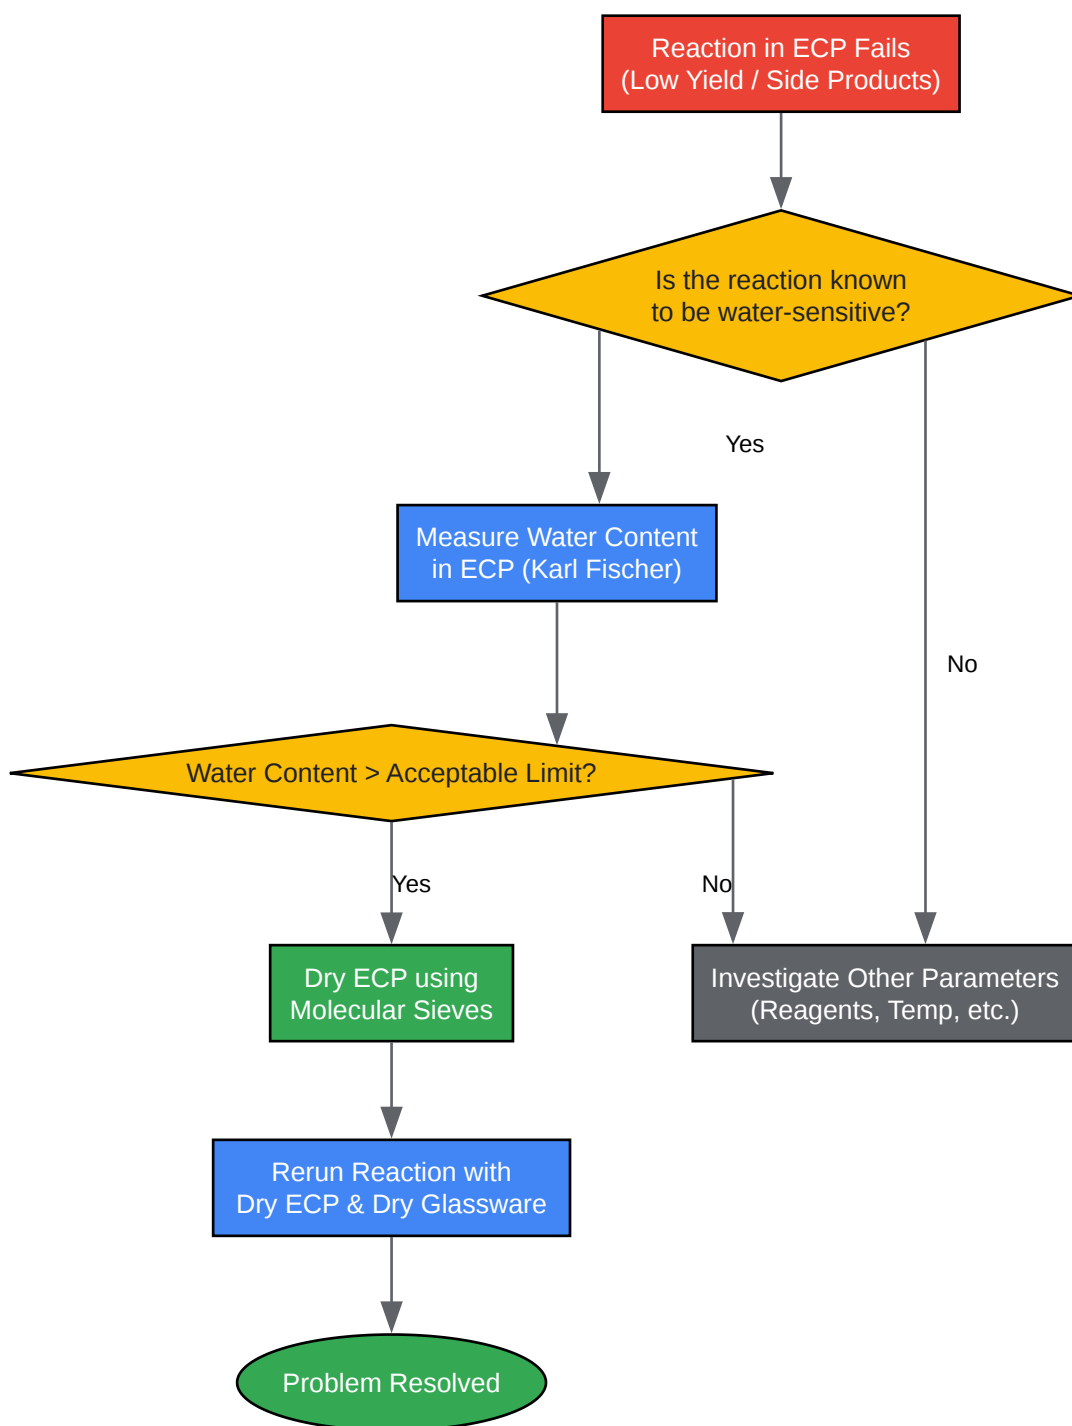 Reaction in ECP Fails
(Low Yield / Side Products)
Is the reaction known
to be water-sensitive?
Yes
Measure Water Content
in ECP (Karl Fischer)
No
Water Content > Acceptable Limit?
Yes
No
Dry ECP using
Molecular Sieves
Investigate Other Parameters
(Reagents, Temp, etc.)
Rerun Reaction with
Dry ECP & Dry Glassware
Problem Resolved